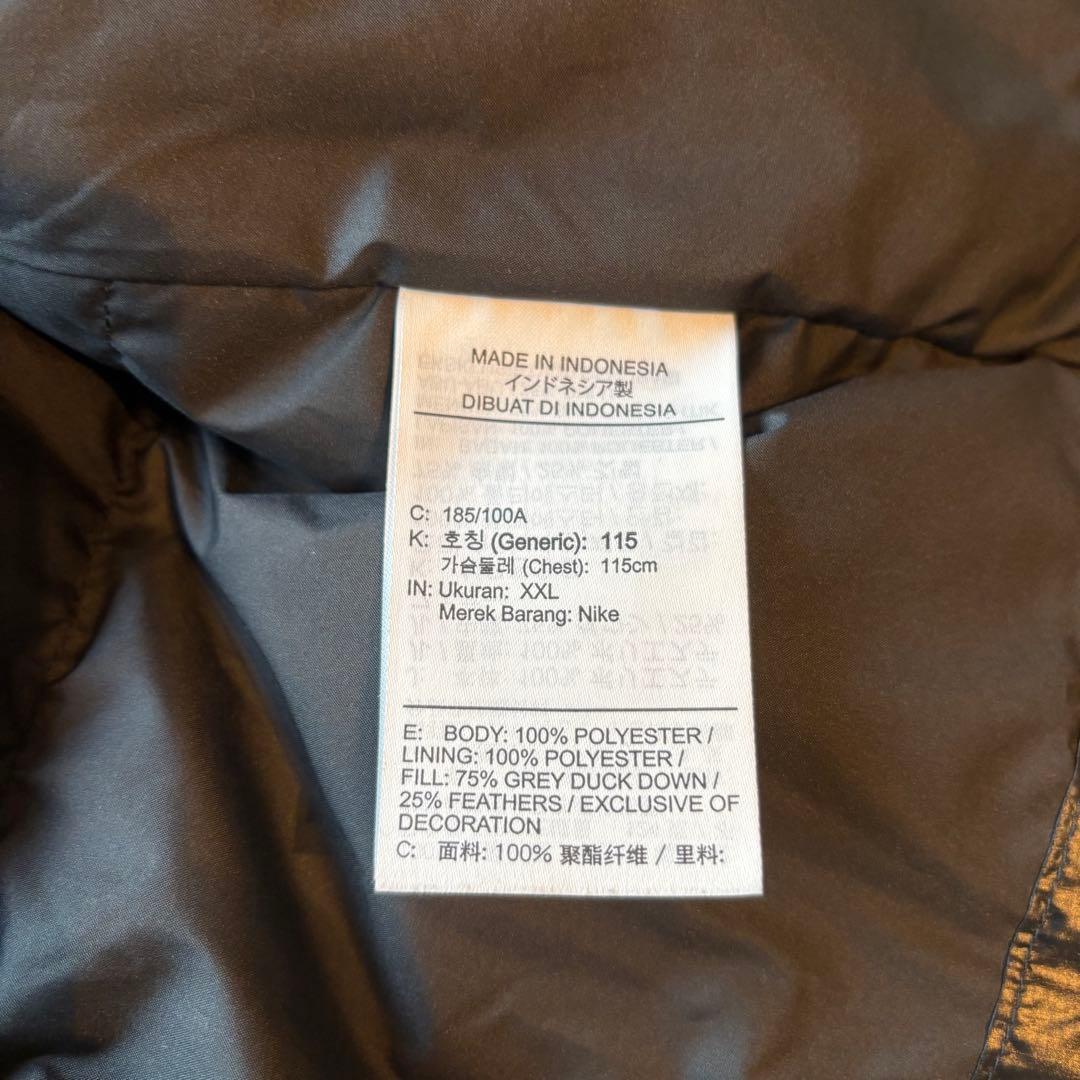 MADE IN INDONESIA
インドネシア製
DIBUAT DI INDONESIA
C: 185/100A
K: 호칭 (Generic): 115
가슴둘레 (Chest): 115cm
IN: Ukuran: XXL
Merek Barang: Nike
E: BODY: 100% POLYESTER /
LINING: 100% POLYESTER /
FILL: 75% GREY DUCK DOWN /
25% FEATHERS / EXCLUSIVE OF
DECORATION
C: 面料: 100% 聚酯纤维 / 里料: